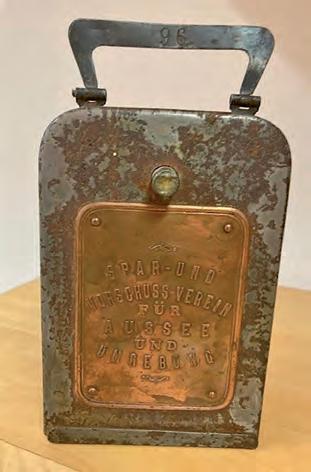 96
SPAR-UND
VORSCHUSS-VEREIN
FÜR
AUSSEE
UND
UMGEBUNG